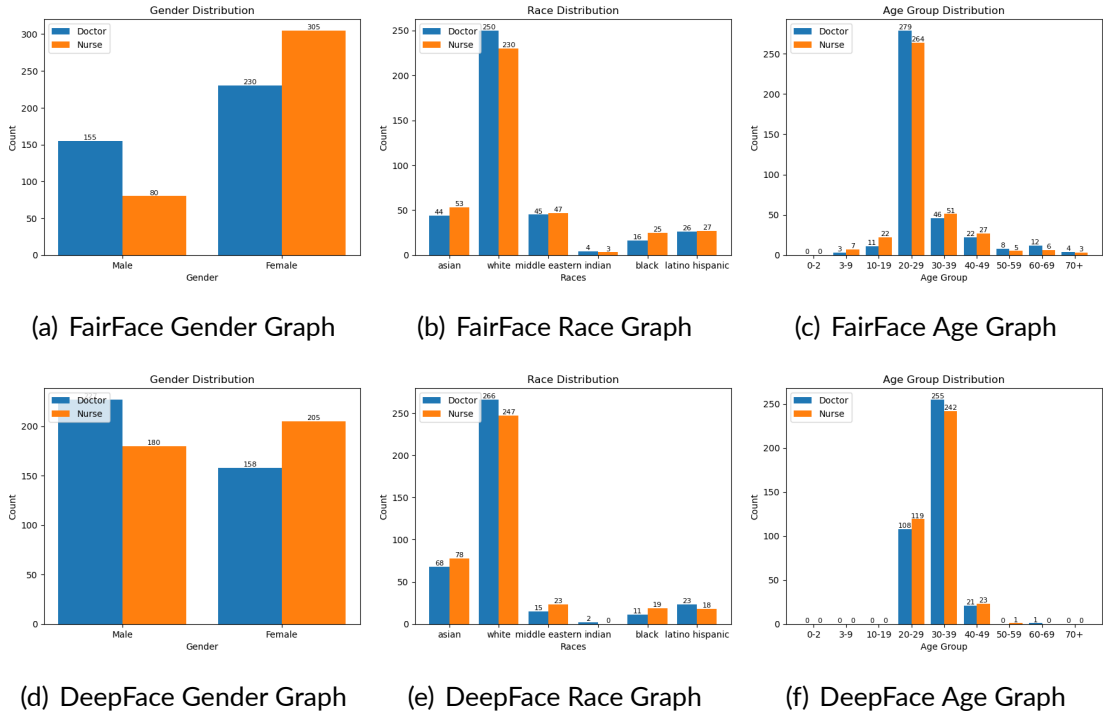 Gender Distribution
Doctor
Nurse
Count
0
50
100
150
200
250
300
155
80
230
305
Male
Female
Gender
(a) FairFace Gender Graph
Race Distribution
Doctor
Nurse
Count
0
50
100
150
200
250
44
53
250
230
45
47
4
3
16
25
26
27
asian
white
middle eastern
indian
black
latino hispanic
Races
(b) FairFace Race Graph
Age Group Distribution
Doctor
Nurse
Count
0
50
100
150
200
250
0
0
3
7
11
22
279
264
46
51
22
27
8
5
12
6
4
3
0-2
3-9
10-19
20-29
30-39
40-49
50-59
60-69
70+
Age Group
(c) FairFace Age Graph
Gender Distribution
Doctor
Nurse
Count
0
50
100
150
200
180
158
205
Male
Female
Gender
(d) DeepFace Gender Graph
Race Distribution
Doctor
Nurse
Count
0
50
100
150
200
250
68
78
266
247
15
23
2
0
11
19
23
18
asian
white
middle eastern
indian
black
latino hispanic
Races
(e) DeepFace Race Graph
Age Group Distribution
Doctor
Nurse
Count
0
50
100
150
200
250
0
0
0
0
0
0
108
119
255
242
21
23
0
1
1
0
0
0
0-2
3-9
10-19
20-29
30-39
40-49
50-59
60-69
70+
Age Group
(f) DeepFace Age Graph